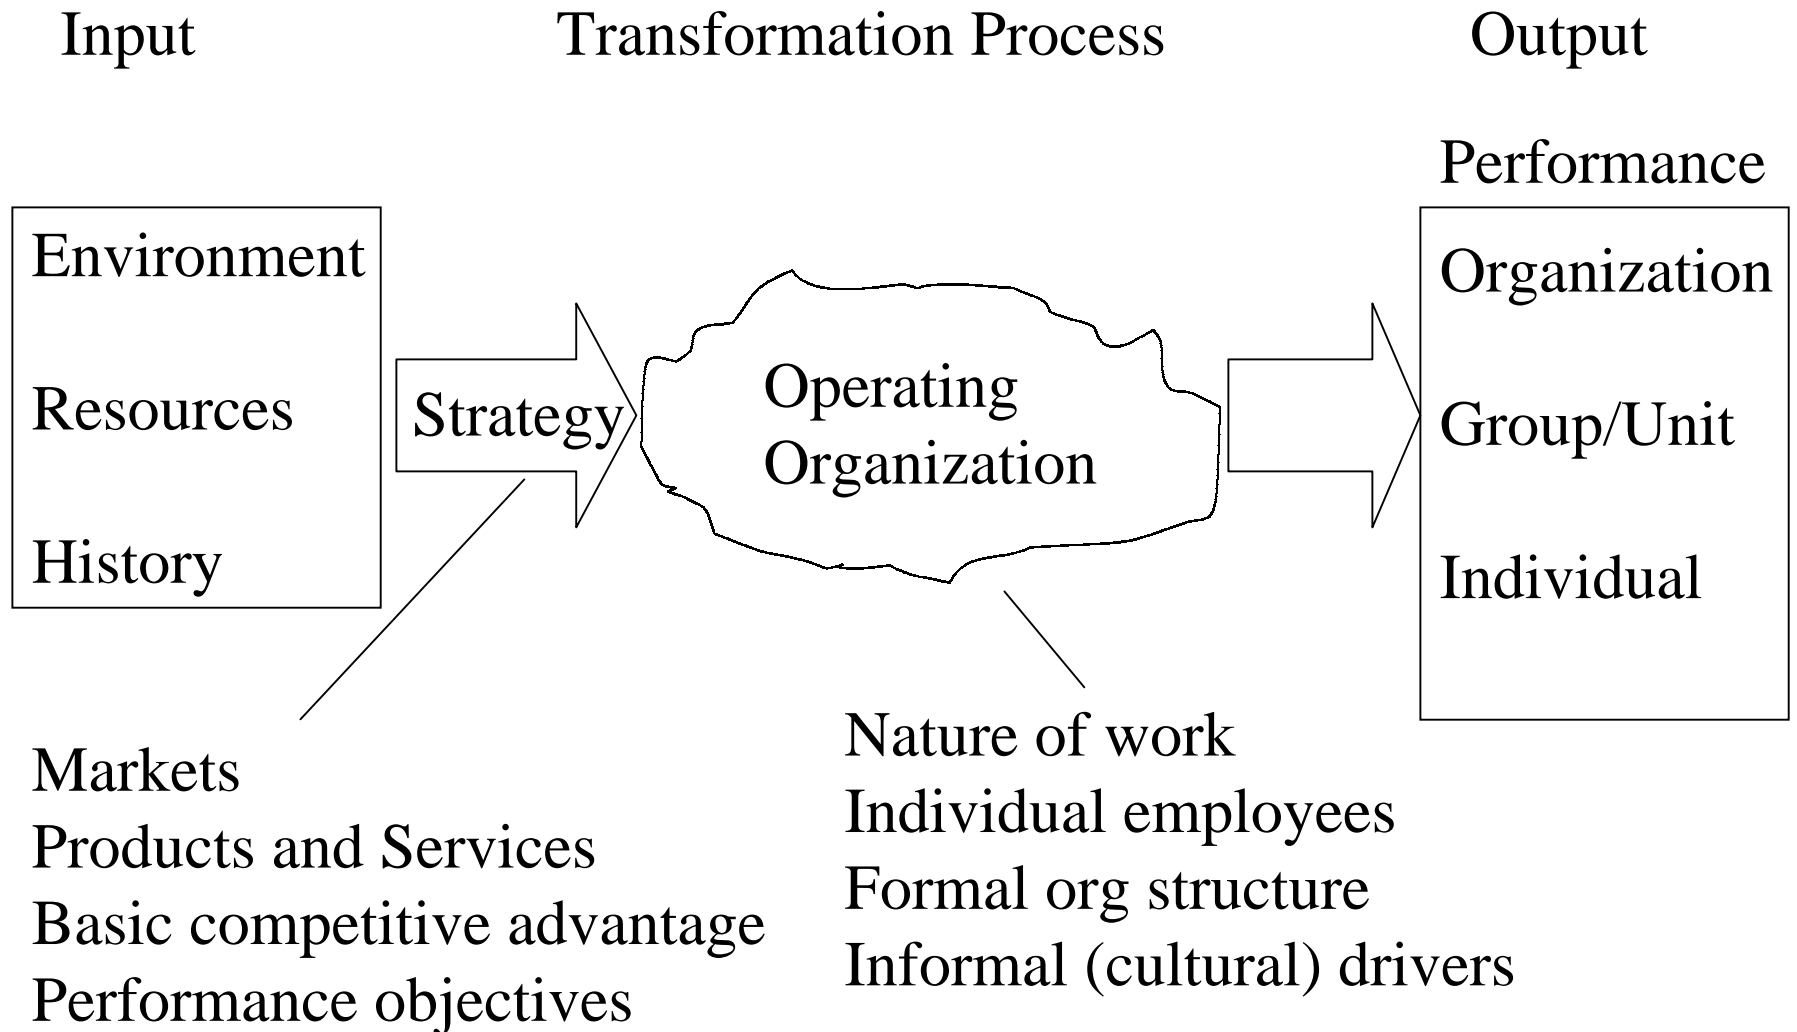 Input
Transformation Process
Output
Performance
Environment
Resources
History
Strategy
Operating
Organization
Organization
Group/Unit
Individual
Markets
Products and Services
Basic competitive advantage
Performance objectives
Nature of work
Individual employees
Formal org structure
Informal (cultural) drivers